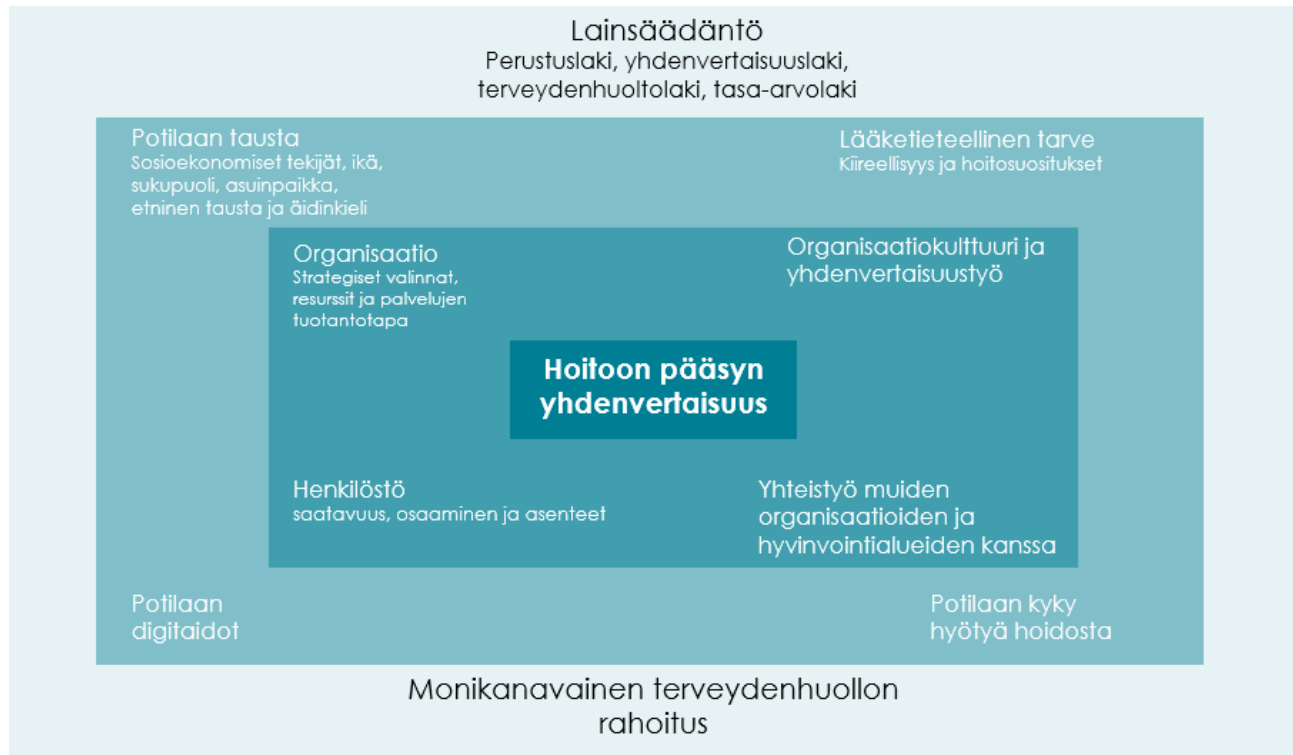 Lainsäädäntö
Perustuslaki, yhdenvertaisuuslaki,
terveydenhuoltolaki, tasa-arvolaki
Potilaan tausta
Sosioekonomiset tekijät, ikä,
sukupuoli, asuinpaikka,
etninen tausta ja äidinkieli
Lääketieteellinen tarve
Kiireellisyys ja hoitosuositukset
Organisaatio
Strategiset valinnat,
resurssit ja palvelujen
tuotantotapa
Organisaatiokulttuuri ja
yhdenvertaisuustyö
Hoitoon pääsyn
yhdenvertaisuus
Henkilöstö
saatavuus, osaaminen ja asenteet
Yhteistyö muiden
organisaatioiden ja
hyvinvointialueiden kanssa
Potilaan
digitaidot
Potilaan kyky
hyötyä hoidosta
Monikanavainen terveydenhuollon
rahoitus